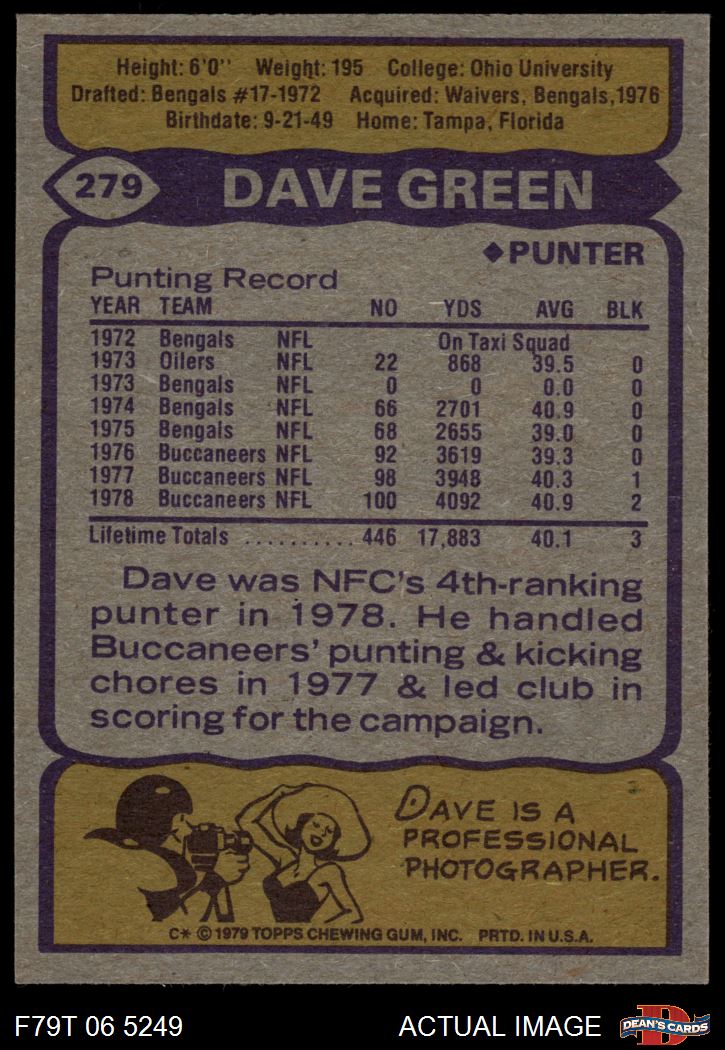 Height: 6'0" Weight: 195 College: Ohio University
Drafted: Bengals #17-1972 Acquired: Waivers, Bengals, 1976
Birthdate: 9-21-49 Home: Tampa, Florida
279 DAVE GREEN
◆PUNTER
Punting Record
YEAR TEAM NO YDS AVG BLK
1972 Bengals NFL On Taxi Squad
1973 Oilers NFL 22 868 39.5 0
1973 Bengals NFL 0 0 0.0 0
1974 Bengals NFL 66 2701 40.9 0
1975 Bengals NFL 68 2655 39.0 0
1976 Buccaneers NFL 92 3619 39.3 0
1977 Buccaneers NFL 98 3948 40.3 1
1978 Buccaneers NFL 100 4092 40.9 2
Lifetime Totals .......... 446 17,883 40.1 3
Dave was NFC's 4th-ranking
punter in 1978. He handled
Buccaneers' punting & kicking
chores in 1977 & led club in
scoring for the campaign.
DAVE IS A
PROFESSIONAL
PHOTOGRAPHER.
C* © 1979 TOPPS CHEWING GUM, INC. PRTD. IN U.S.A.
F79T 06 5249 ACTUAL IMAGE D DEAN'S CARDS